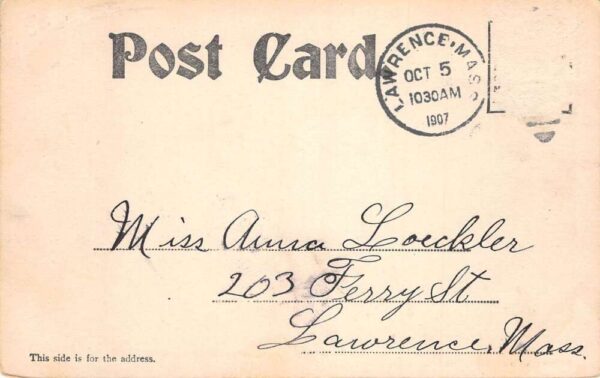 Post Card
LAWRENCE, MASS
OCT 5
1030AM
1907
Miss Anna Loeckler
203 Ferry St
Lawrence, Mass.
This side is for the address.